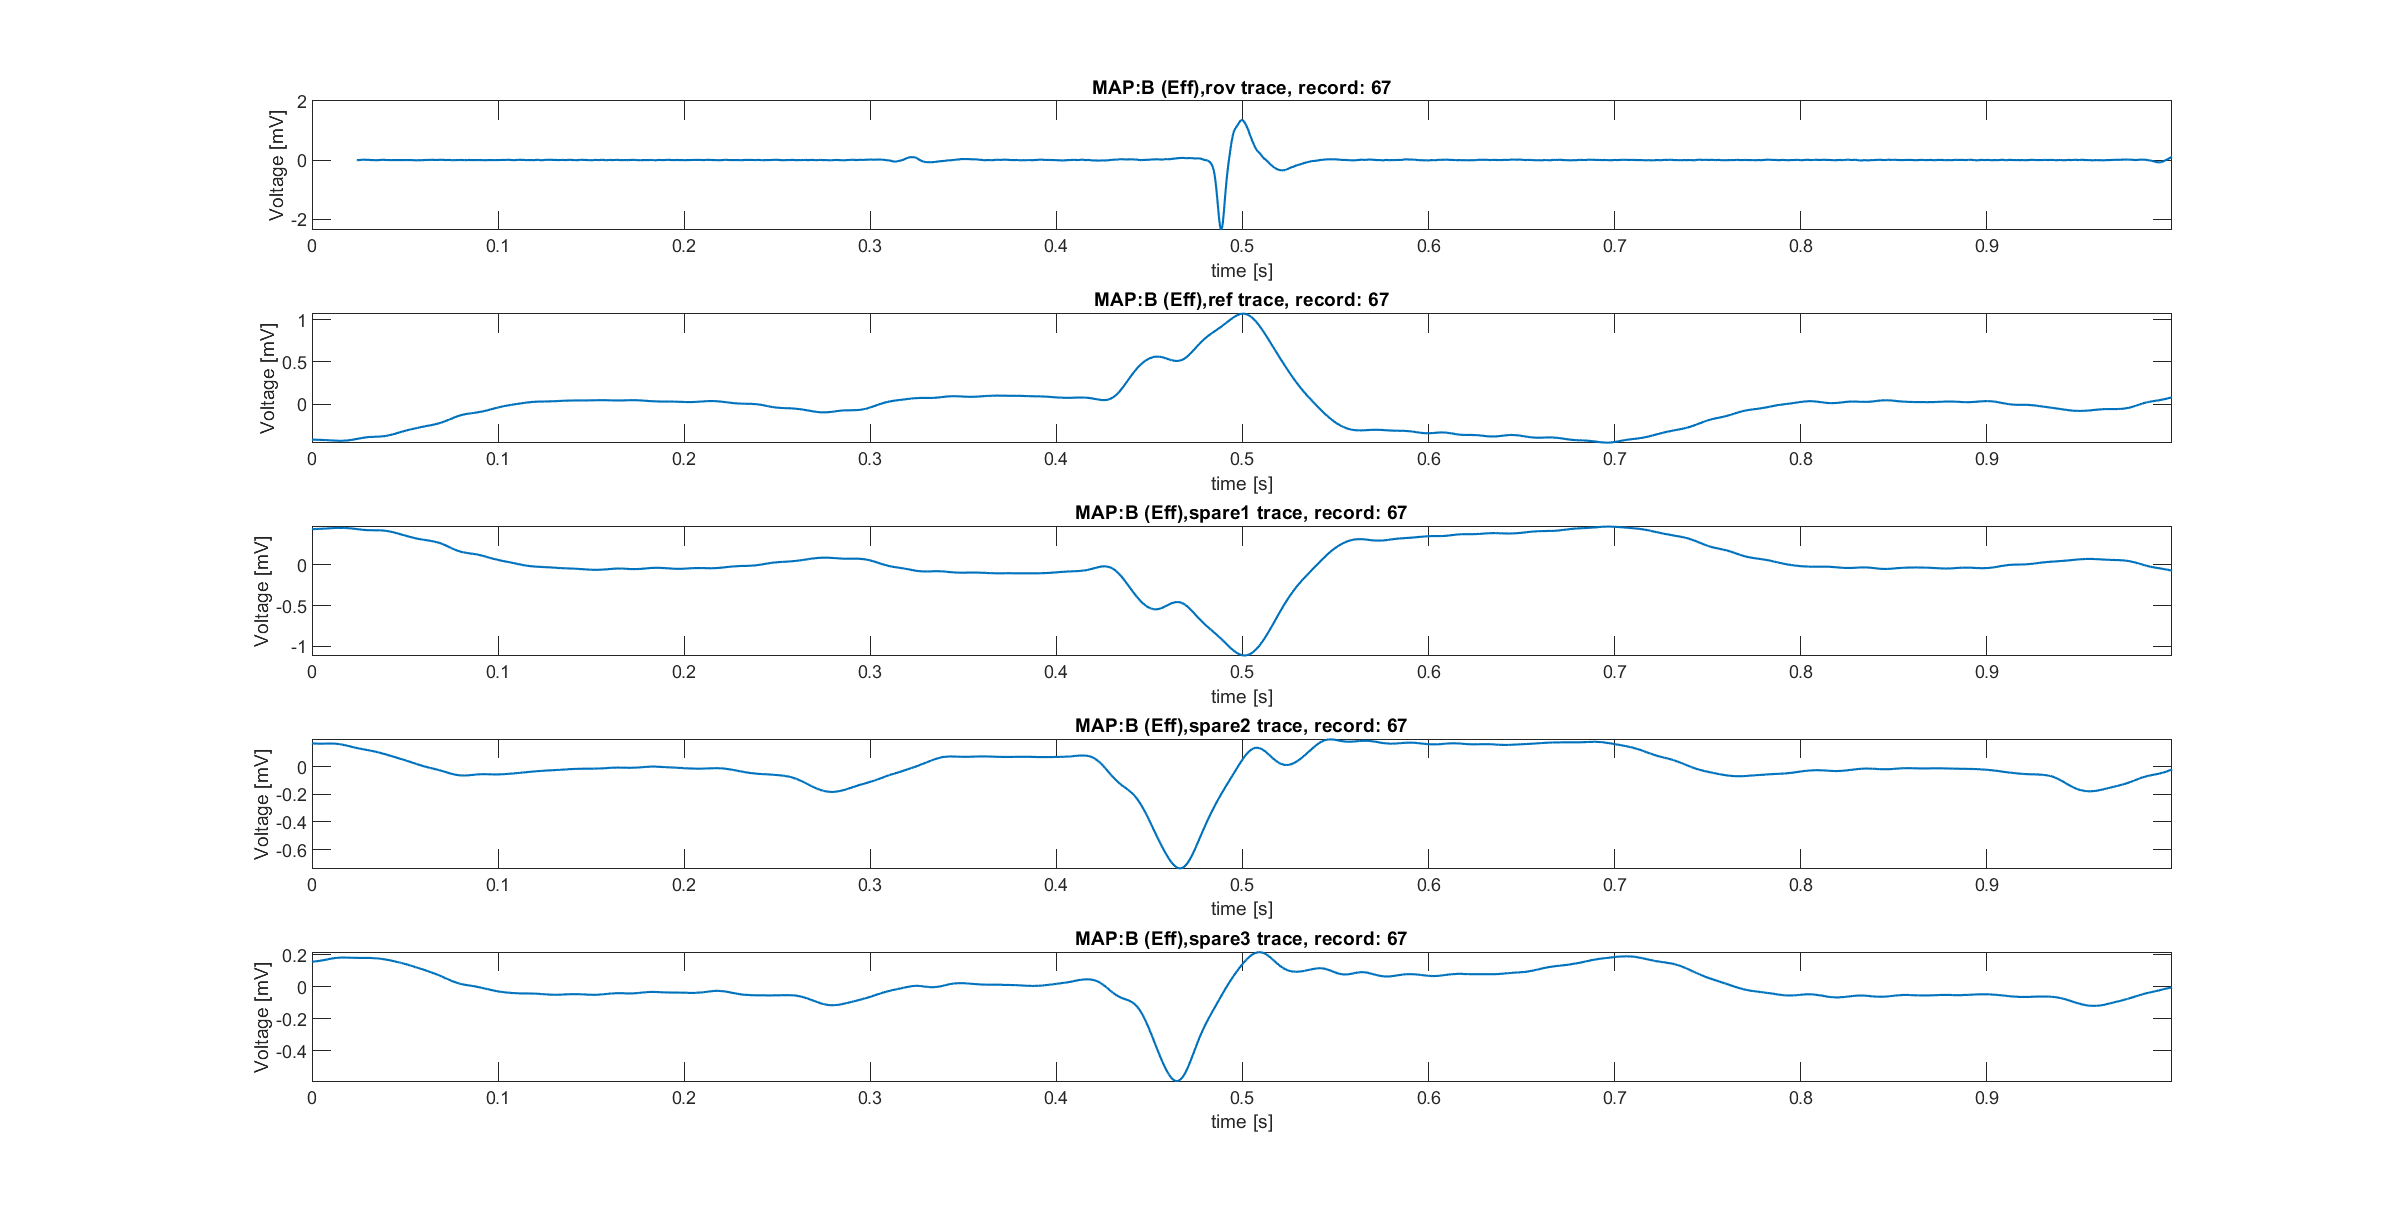 MAP:B (Eff),rov trace, record: 67
Voltage [mV]
2
0
-2
0 0.1 0.2 0.3 0.4 0.5 0.6 0.7 0.8 0.9
time [s]
MAP:B (Eff),ref trace, record: 67
Voltage [mV]
1
0.5
0
0 0.1 0.2 0.3 0.4 0.5 0.6 0.7 0.8 0.9
time [s]
MAP:B (Eff),spare1 trace, record: 67
Voltage [mV]
0
-0.5
-1
0 0.1 0.2 0.3 0.4 0.5 0.6 0.7 0.8 0.9
time [s]
MAP:B (Eff),spare2 trace, record: 67
Voltage [mV]
0
-0.2
-0.4
-0.6
0 0.1 0.2 0.3 0.4 0.5 0.6 0.7 0.8 0.9
time [s]
MAP:B (Eff),spare3 trace, record: 67
Voltage [mV]
0.2
0
-0.2
-0.4
0 0.1 0.2 0.3 0.4 0.5 0.6 0.7 0.8 0.9
time [s]